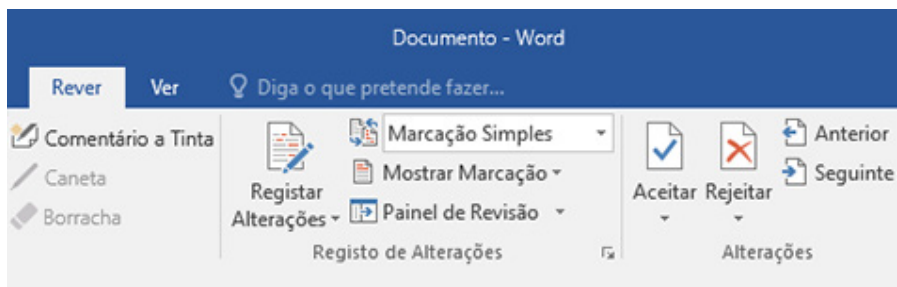 Documento - Word
Rever Ver Diga o que pretende fazer...
Comentário a Tinta
Caneta
Borracha
Registar
Alterações
Marcação Simples
Mostrar Marcação
Painel de Revisão
Registo de Alterações
Aceitar Rejeitar
Anterior
Seguinte
Alterações